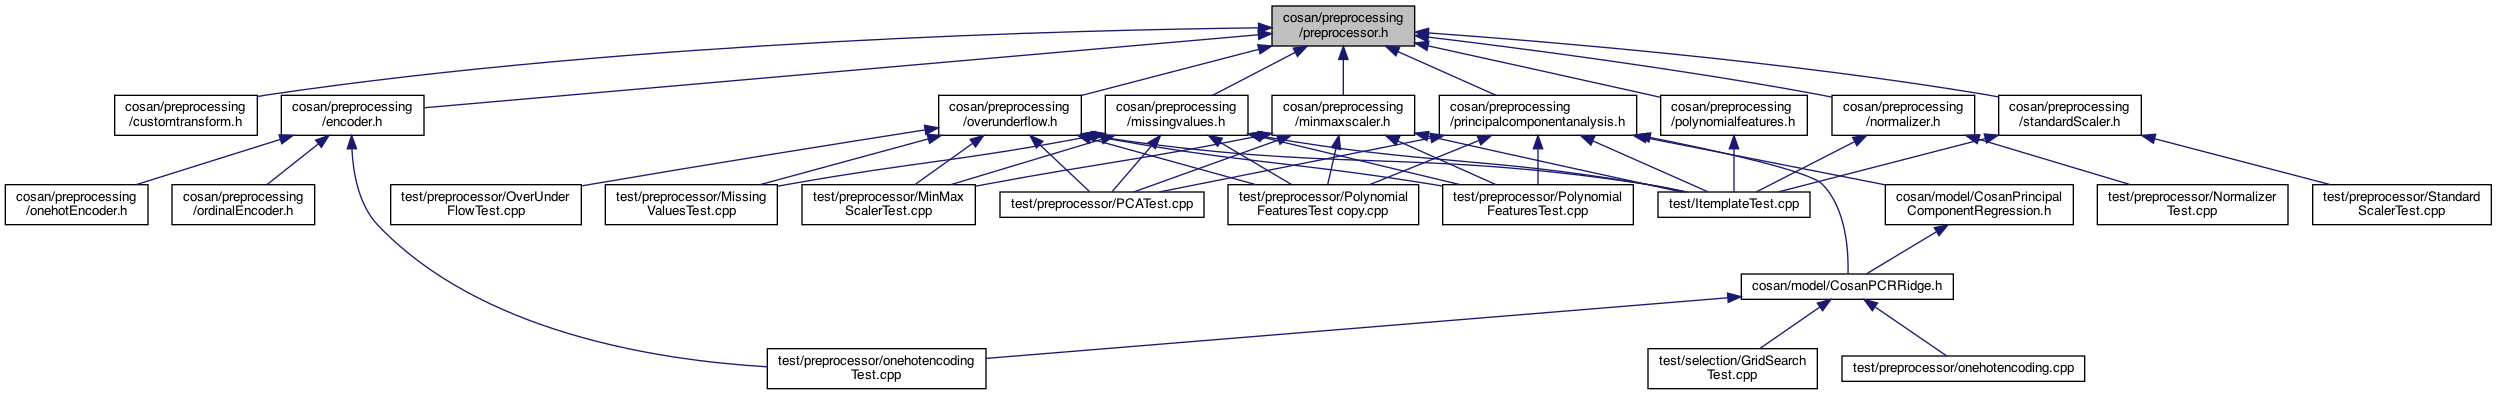 cosan/preprocessing
/preprocessor.h
cosan/preprocessing
/customtransform.h
cosan/preprocessing
/encoder.h
cosan/preprocessing
/overunderflow.h
cosan/preprocessing
/missingvalues.h
cosan/preprocessing
/minmaxscaler.h
cosan/preprocessing
/principalcomponentanalysis.h
cosan/preprocessing
/polynomialfeatures.h
cosan/preprocessing
/normalizer.h
cosan/preprocessing
/standardScaler.h
cosan/preprocessing
/onehotEncoder.h
cosan/preprocessing
/ordinalEncoder.h
test/preprocessor/OverUnder
FlowTest.cpp
test/preprocessor/Missing
ValuesTest.cpp
test/preprocessor/MinMax
ScalerTest.cpp
test/preprocessor/PCATest.cpp
test/preprocessor/Polynomial
FeaturesTest copy.cpp
test/preprocessor/Polynomial
FeaturesTest.cpp
test/ItemplateTest.cpp
cosan/model/CosanPrincipal
ComponentRegression.h
test/preprocessor/Normalizer
Test.cpp
test/preprocessor/Standard
ScalerTest.cpp
cosan/model/CosanPCRRidge.h
test/preprocessor/onehotencoding
Test.cpp
test/selection/GridSearch
Test.cpp
test/preprocessor/onehotencoding.cpp